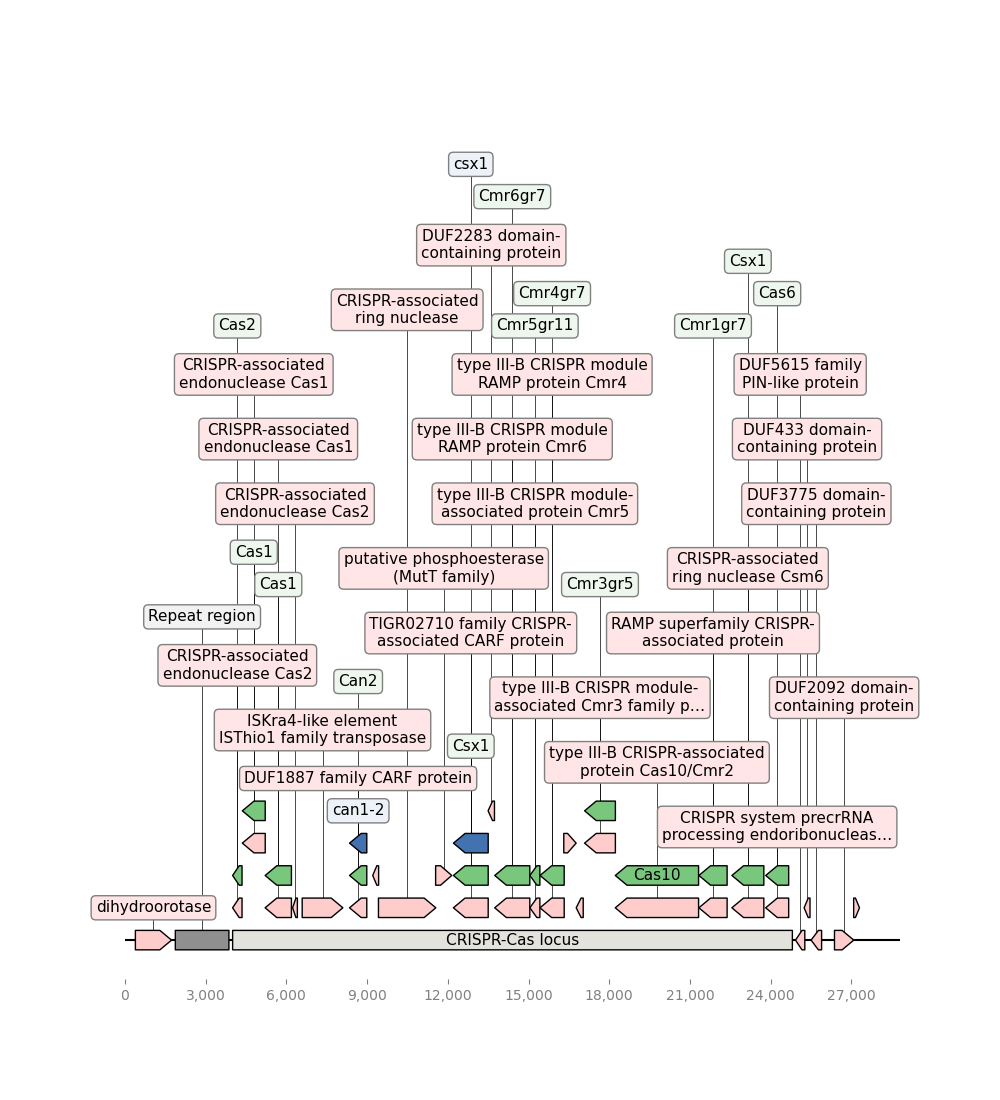 csx1
Cmr6gr7
DUF2283 domain-
containing protein
Csx1
Cmr4gr7
Cas6
CRISPR-associated
ring nuclease
Cas2
Cmr5gr11
Cmr1gr7
CRISPR-associated
endonuclease Cas1
type III-B CRISPR module
RAMP protein Cmr4
DUF5615 family
PIN-like protein
CRISPR-associated
endonuclease Cas1
type III-B CRISPR module
RAMP protein Cmr6
DUF433 domain-
containing protein
CRISPR-associated
endonuclease Cas2
type III-B CRISPR module-
associated protein Cmr5
DUF3775 domain-
containing protein
Cas1
putative phosphoesterase
(MutT family)
CRISPR-associated
ring nuclease Csm6
Cas1
Cmr3gr5
Repeat region
TIGR02710 family CRISPR-
associated CARF protein
RAMP superfamily CRISPR-
associated protein
CRISPR-associated
endonuclease Cas2
Can2
type III-B CRISPR module-
associated Cmr3 family p…
DUF2092 domain-
containing protein
ISKra4-like element
ISThio1 family transposase
Csx1
type III-B CRISPR-associated
protein Cas10/Cmr2
DUF1887 family CARF protein
can1-2
CRISPR system precrRNA
processing endoribonucleas…
Cas10
dihydroorotase
CRISPR-Cas locus
0 3,000 6,000 9,000 12,000 15,000 18,000 21,000 24,000 27,000